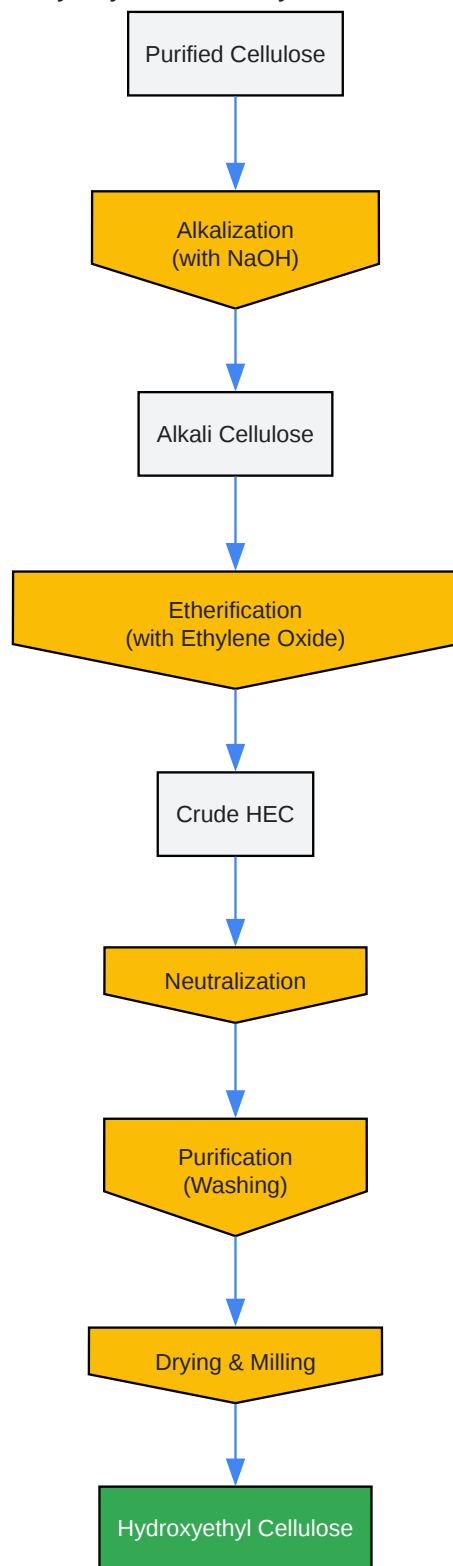 Purified Cellulose
Alkalization
(with NaOH)
Alkali Cellulose
Etherification
(with Ethylene Oxide)
Crude HEC
Neutralization
Purification
(Washing)
Drying & Milling
Hydroxyethyl Cellulose